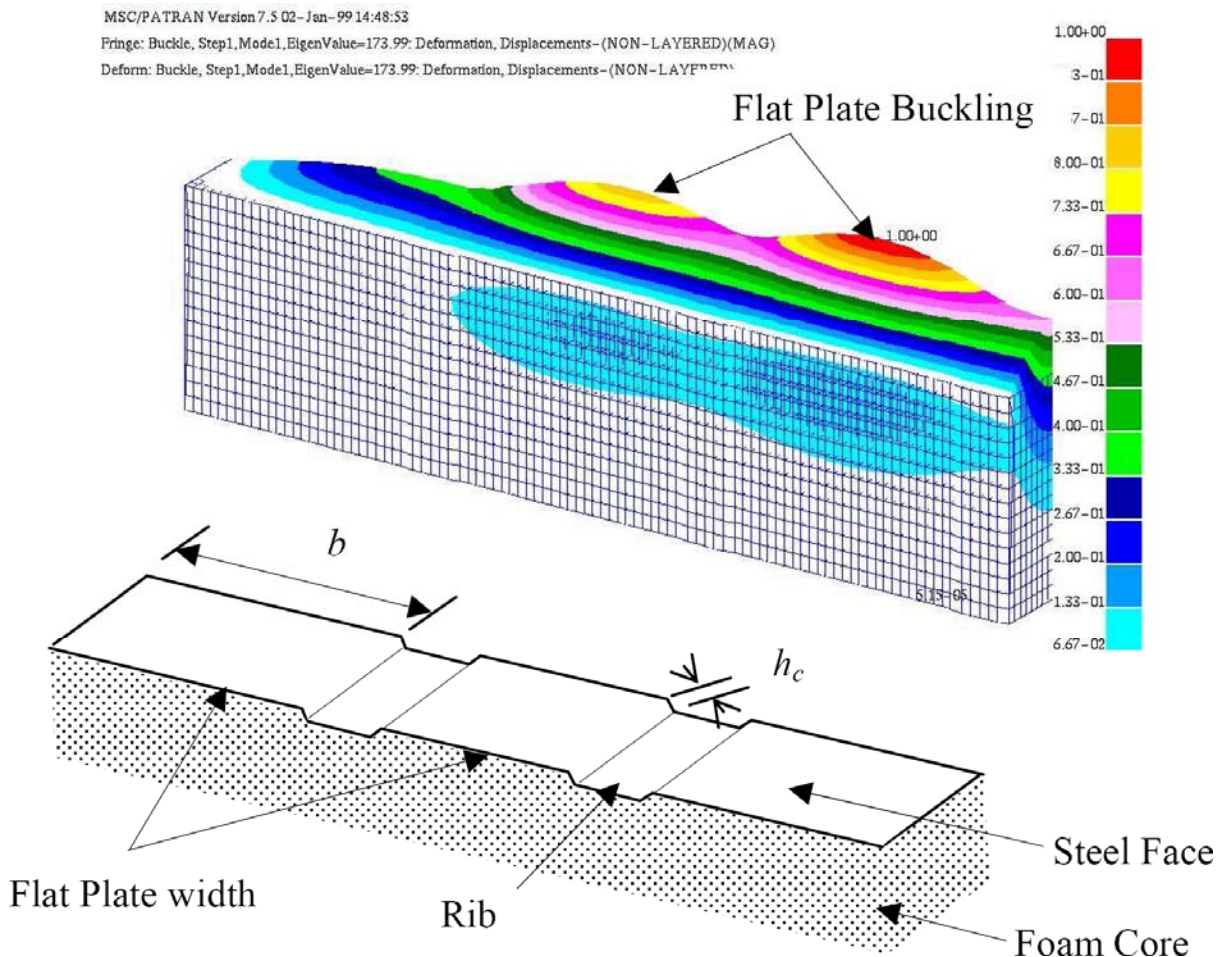 MSC/PATRAN Version 7.5 02-Jan-99 14:48:53
Fringe: Buckle, Step1,Mode1,EigenValue=173.99: Deformation, Displacements-(NON-LAYERED)(MAG)
Deform: Buckle, Step1,Mode1,EigenValue=173.99: Deformation, Displacements-
1.00+00
3-01
7-01
8.00-01
7.33-01
6.67-01
6.00-01
5.33-01
4.67-01
4.00-01
3.33-01
2.67-01
2.00-01
1.33-01
6.67-02
Flat Plate Buckling
1.00+00
b
h_c
Flat Plate width
Rib
Steel Face
Foam Core